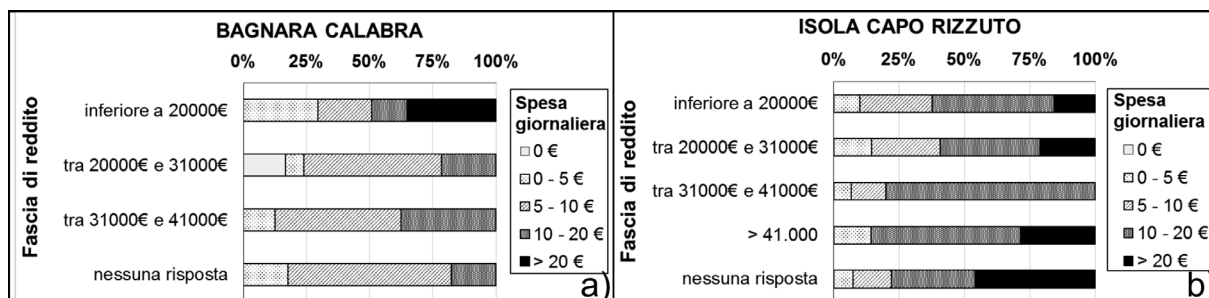 BAGNARA CALABRA
0% 25% 50% 75% 100%
Fascia di reddito
inferiore a 20000€
tra 20000€ e 31000€
tra 31000€ e 41000€
nessuna risposta
Spesa
giornaliera
0 €
0 - 5 €
5 - 10 €
10 - 20 €
> 20 €
a)
ISOLA CAPO RIZZUTO
0% 25% 50% 75% 100%
Fascia di reddito
inferiore a 20000€
tra 20000€ e 31000€
tra 31000€ e 41000€
> 41.000
nessuna risposta
Spesa
giornaliera
0 €
0 - 5 €
5 - 10 €
10 - 20 €
> 20 €
b)